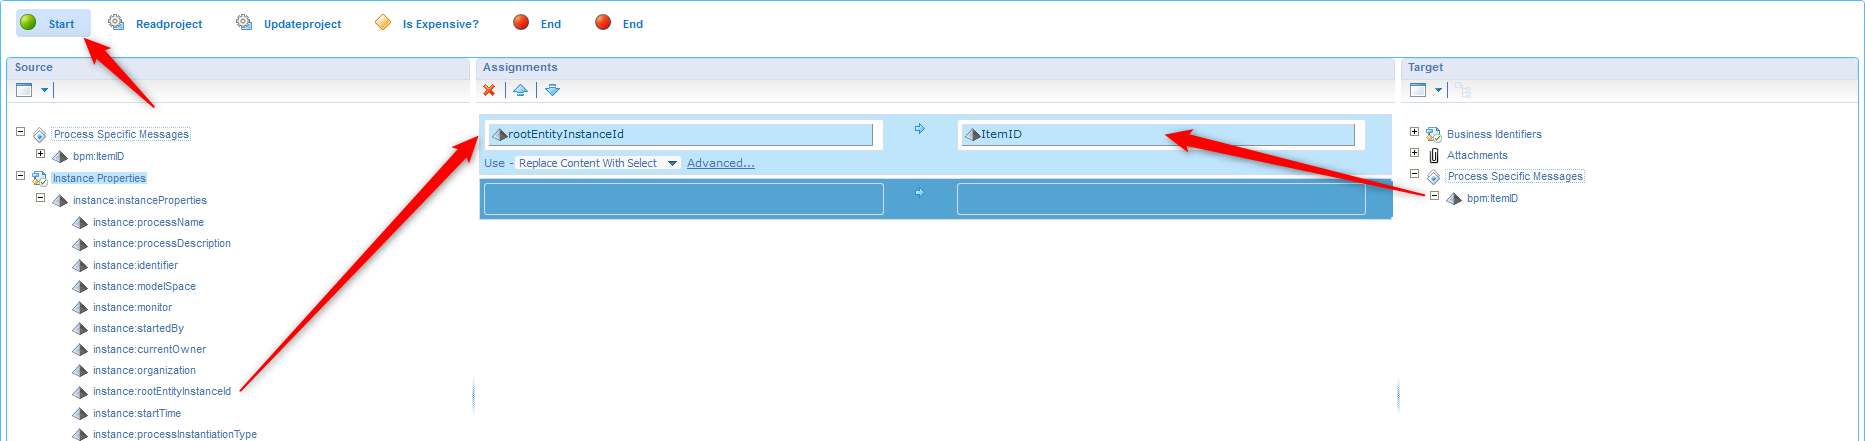 Start Readproject Updateproject Is Expensive? End End
Source
Process Specific Messages
bpm:ItemID
Instance Properties
instance:instanceProperties
instance:processName
instance:processDescription
instance:identifier
instance:modelSpace
instance:monitor
instance:startedBy
instance:currentOwner
instance:organization
instance:rootEntityInstanceId
instance:startTime
instance:processInstantiationType
Assignments
rootEntityInstanceId ItemID
Use - Replace Content With Select Advanced...
Target
Business Identifiers
Attachments
Process Specific Messages
bpm:ItemID